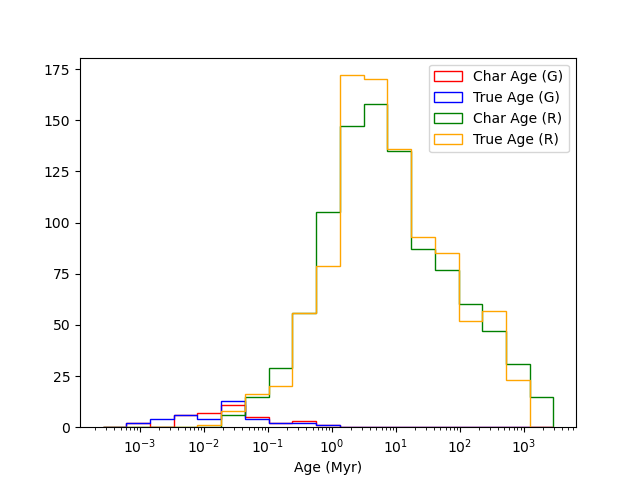 175
150
125
100
75
50
25
0
10⁻³ 10⁻² 10⁻¹ 10⁰ 10¹ 10² 10³
Age (Myr)
Char Age (G)
True Age (G)
Char Age (R)
True Age (R)